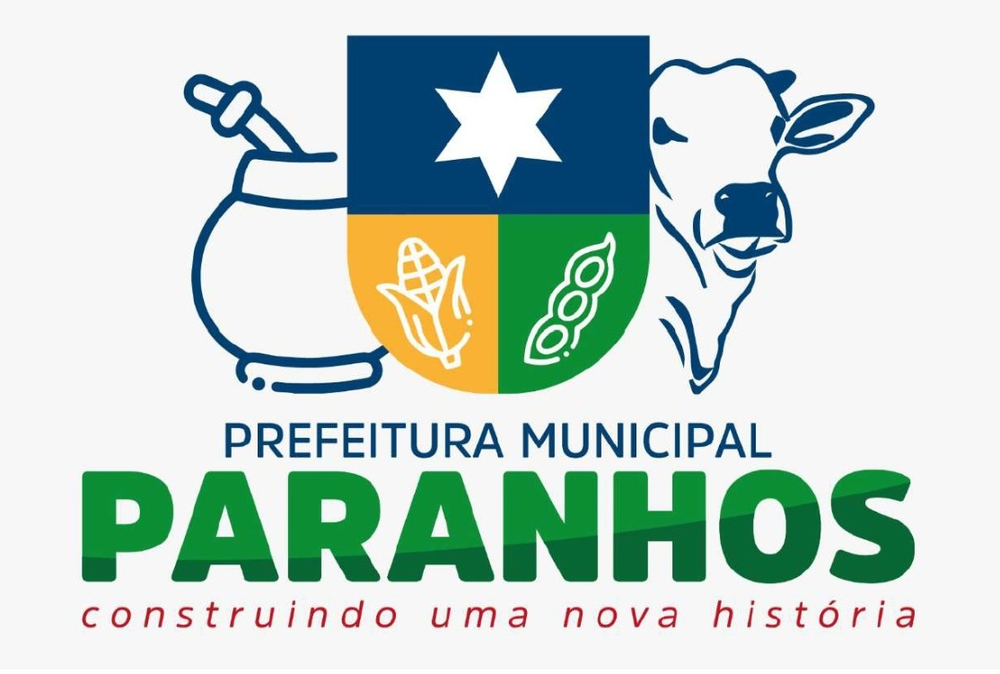 PREFEITURA MUNICIPAL
PARANHOS
construindo uma nova história